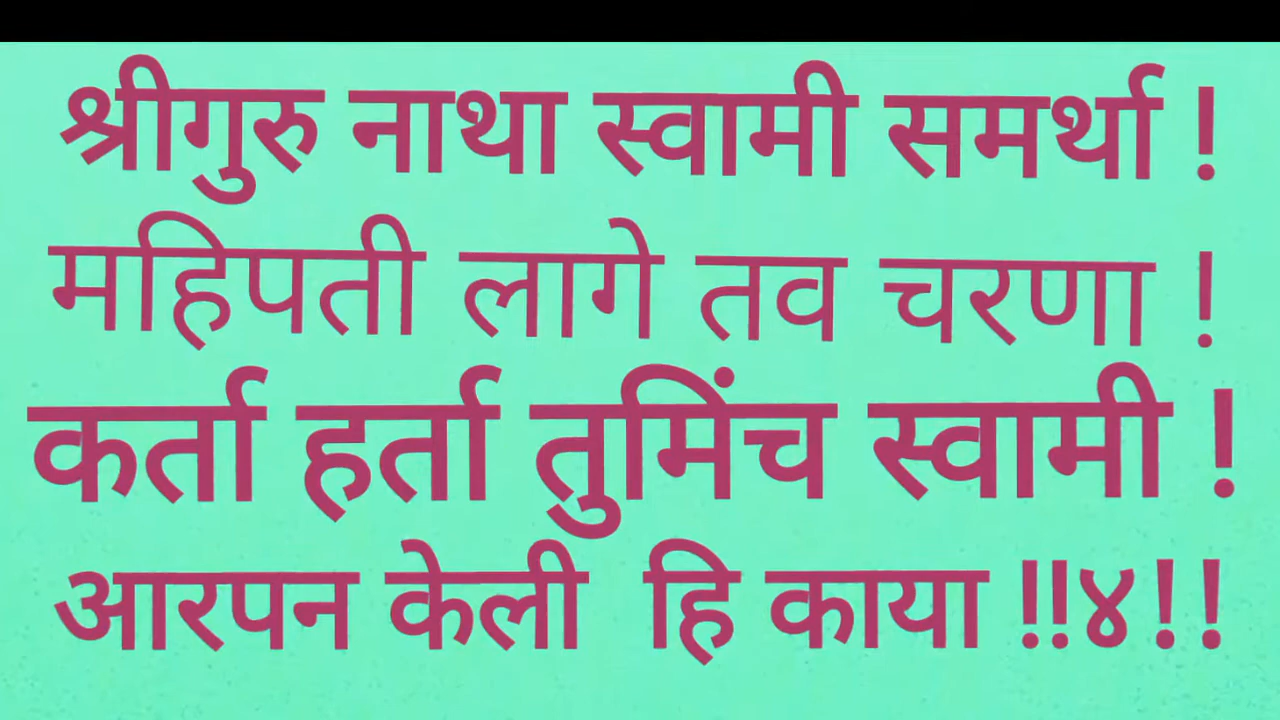 श्रीगुरु नाथा स्वामी समर्था !
महिपती लागे तव चरणा !
कर्ता हर्ता तुमिंच स्वामी !
आरपन केली हि काया !!४!!